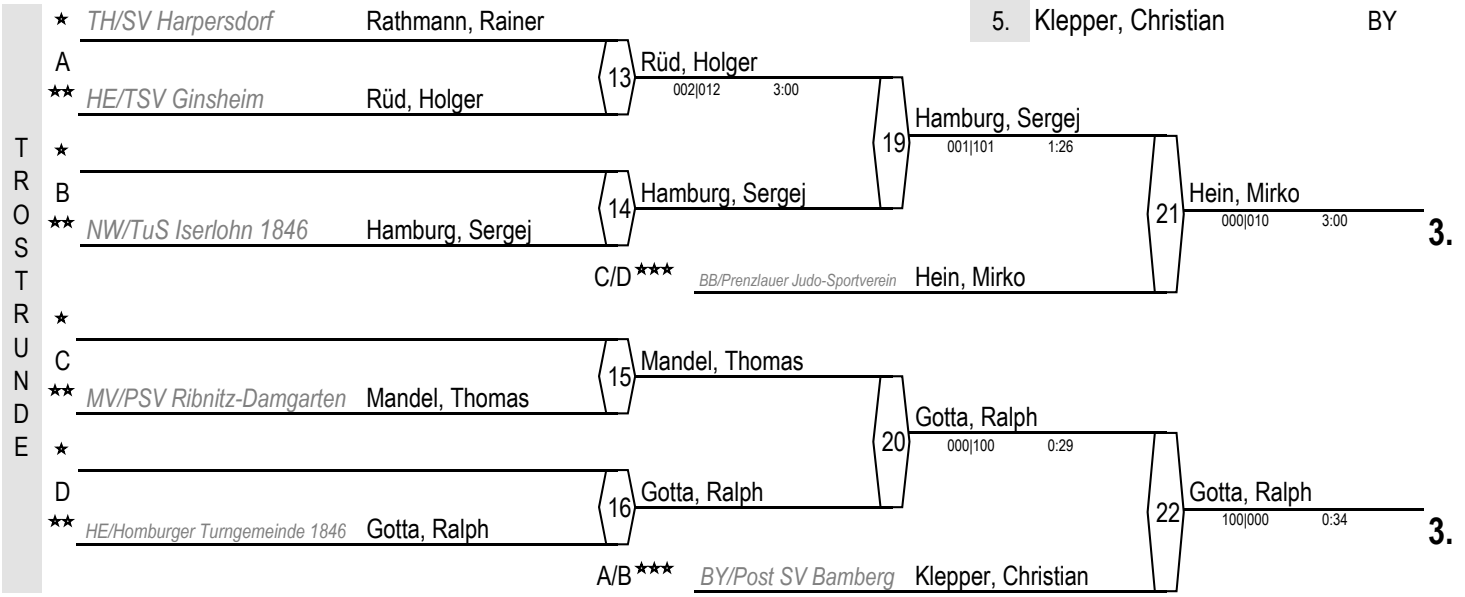 ★ TH/SV Harpersdorf Rathmann, Rainer
5. Klepper, Christian BY
A
13 Rüd, Holger
002|012 3:00
★★ HE/TSV Ginsheim Rüd, Holger
TROSTRUNDE
★
19 Hamburg, Sergej
001|101 1:26
B
14 Hamburg, Sergej
21 Hein, Mirko
000|010 3:00
3.
★★ NW/TuS Iserlohn 1846 Hamburg, Sergej
C/D ★★★ BB/Prenzlauer Judo-Sportverein Hein, Mirko
★
C
15 Mandel, Thomas
★★ MV/PSV Ribnitz-Damgarten Mandel, Thomas
20 Gotta, Ralph
000|100 0:29
★
D
16 Gotta, Ralph
22 Gotta, Ralph
100|000 0:34
3.
★★ HE/Homburger Turngemeinde 1846 Gotta, Ralph
A/B ★★★ BY/Post SV Bamberg Klepper, Christian